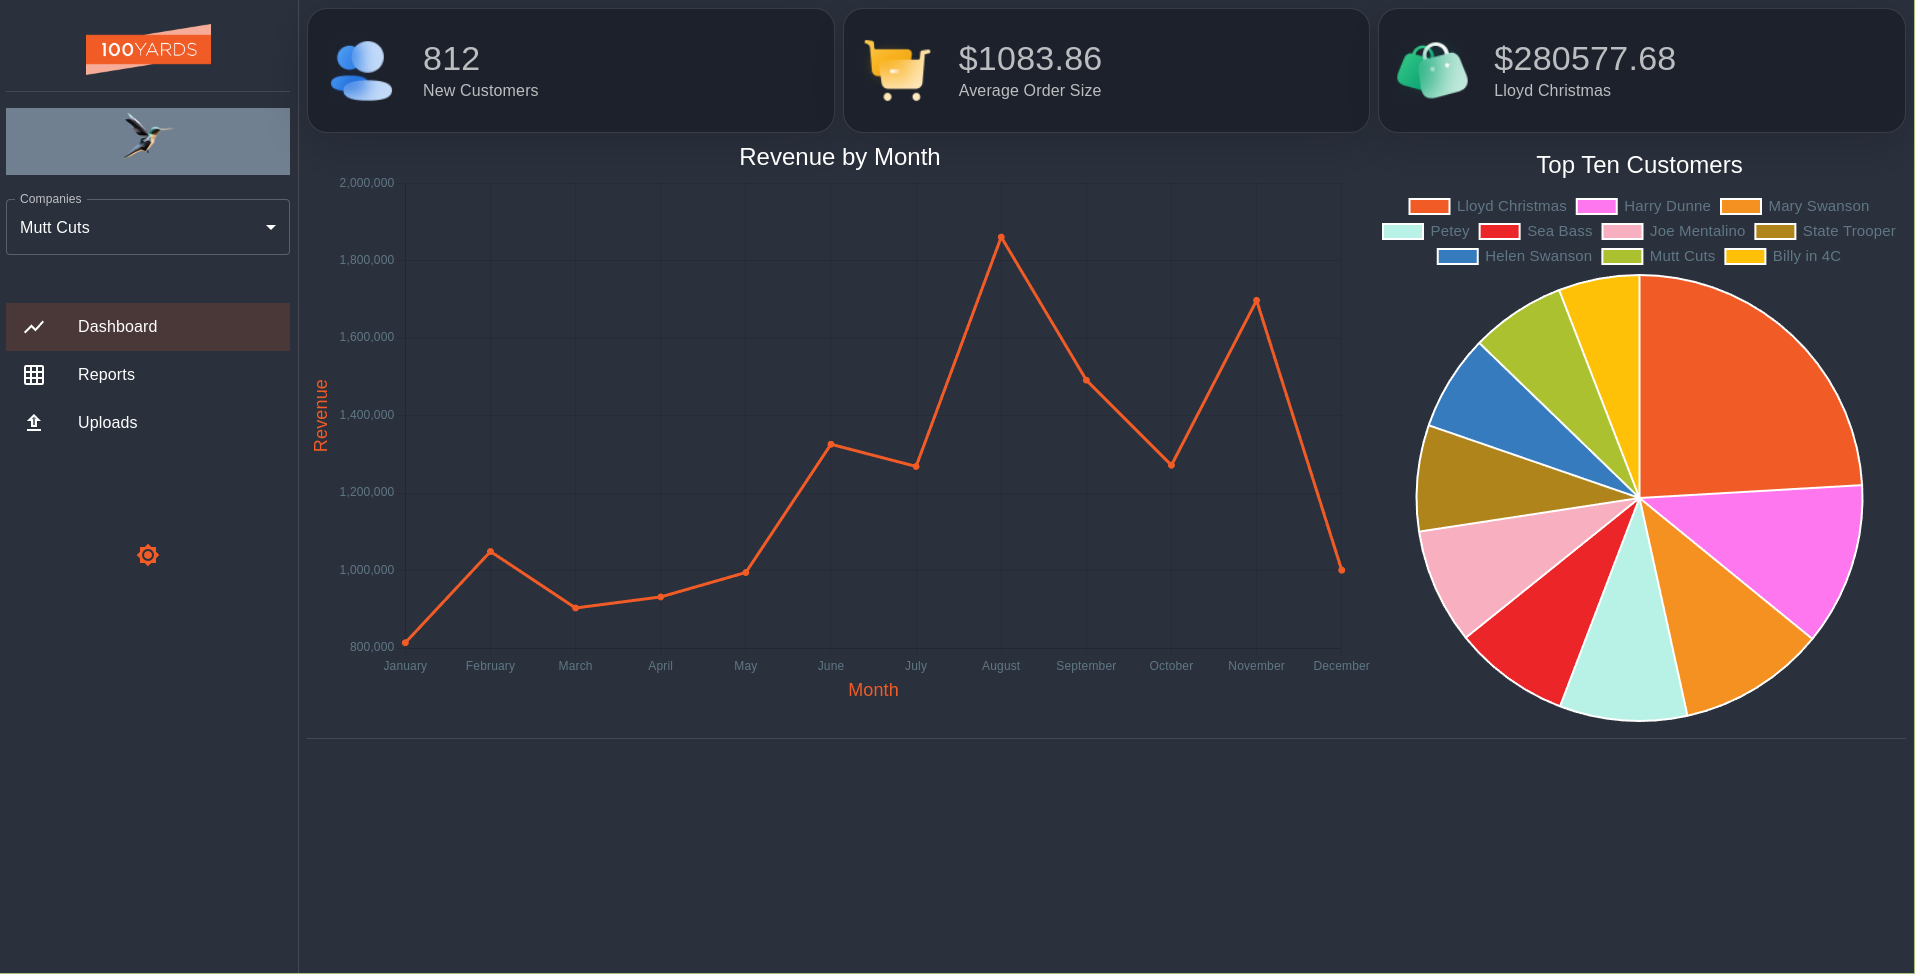 100YARDS
Companies
Mutt Cuts
Dashboard
Reports
Uploads
812
New Customers
$1083.86
Average Order Size
$280577.68
Lloyd Christmas
Revenue by Month
2,000,000
1,800,000
1,600,000
1,400,000
1,200,000
1,000,000
800,000
Revenue
January February March April May June July August September October November December
Month
Top Ten Customers
Lloyd Christmas Harry Dunne Mary Swanson
Petey Sea Bass Joe Mentalino State Trooper
Helen Swanson Mutt Cuts Billy in 4C